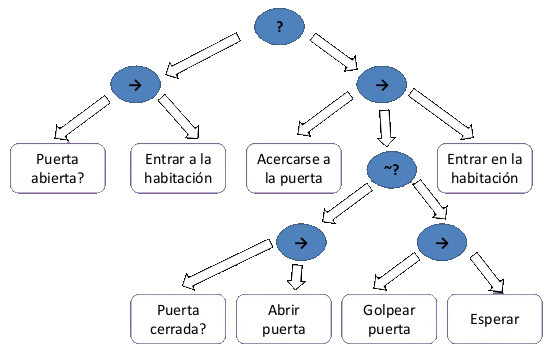 ?
→
→
Puerta
abierta?
Entrar a la
habitación
Acercarse a
la puerta
~?
Entrar en la
habitación
→
→
Puerta
cerrada?
Abrir
puerta
Golpear
puerta
Esperar